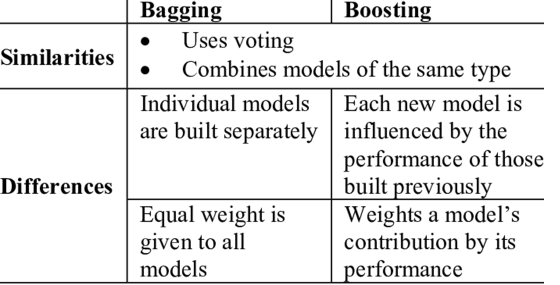 Bagging Boosting
Similarities
• Uses voting
• Combines models of the same type
Differences
Individual models
are built separately
Each new model is
influenced by the
performance of those
built previously
Equal weight is
given to all
models
Weights a model's
contribution by its
performance